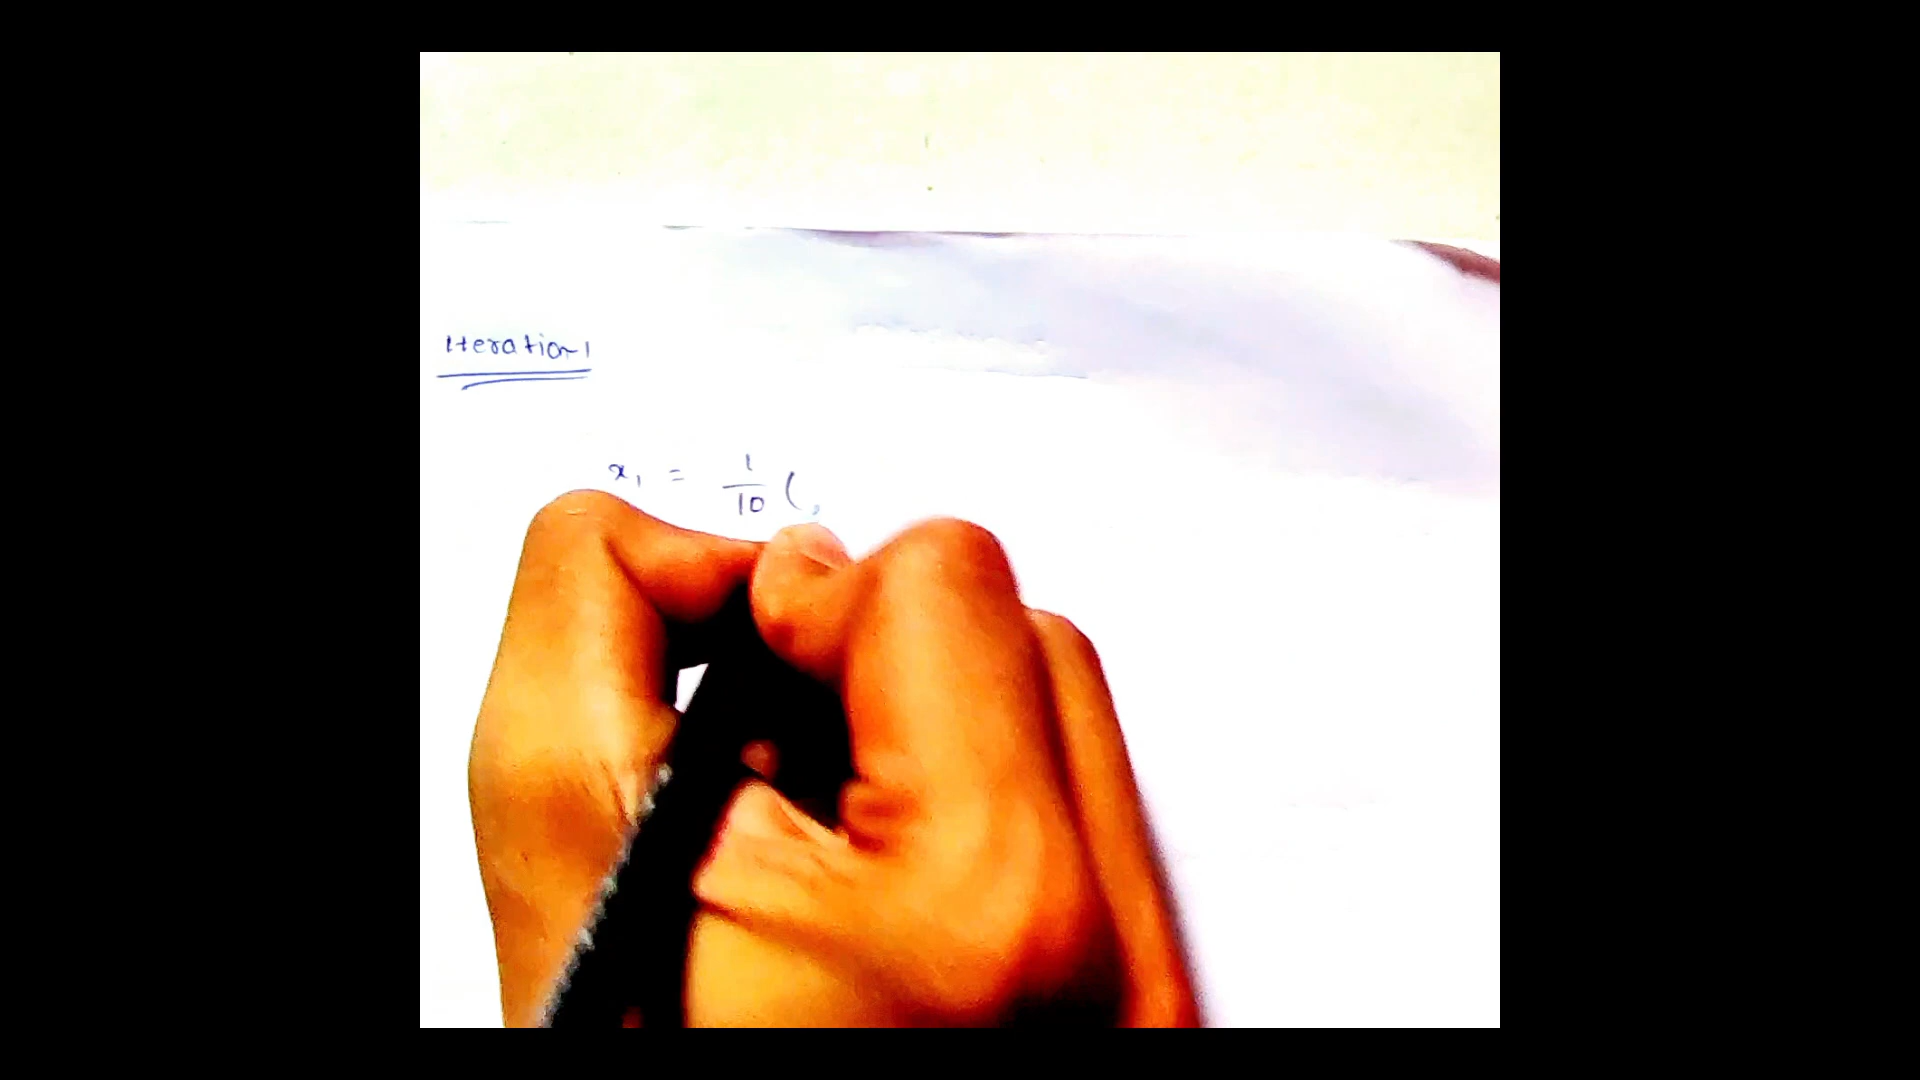 Iteration 1
x₁ = 1/10 (